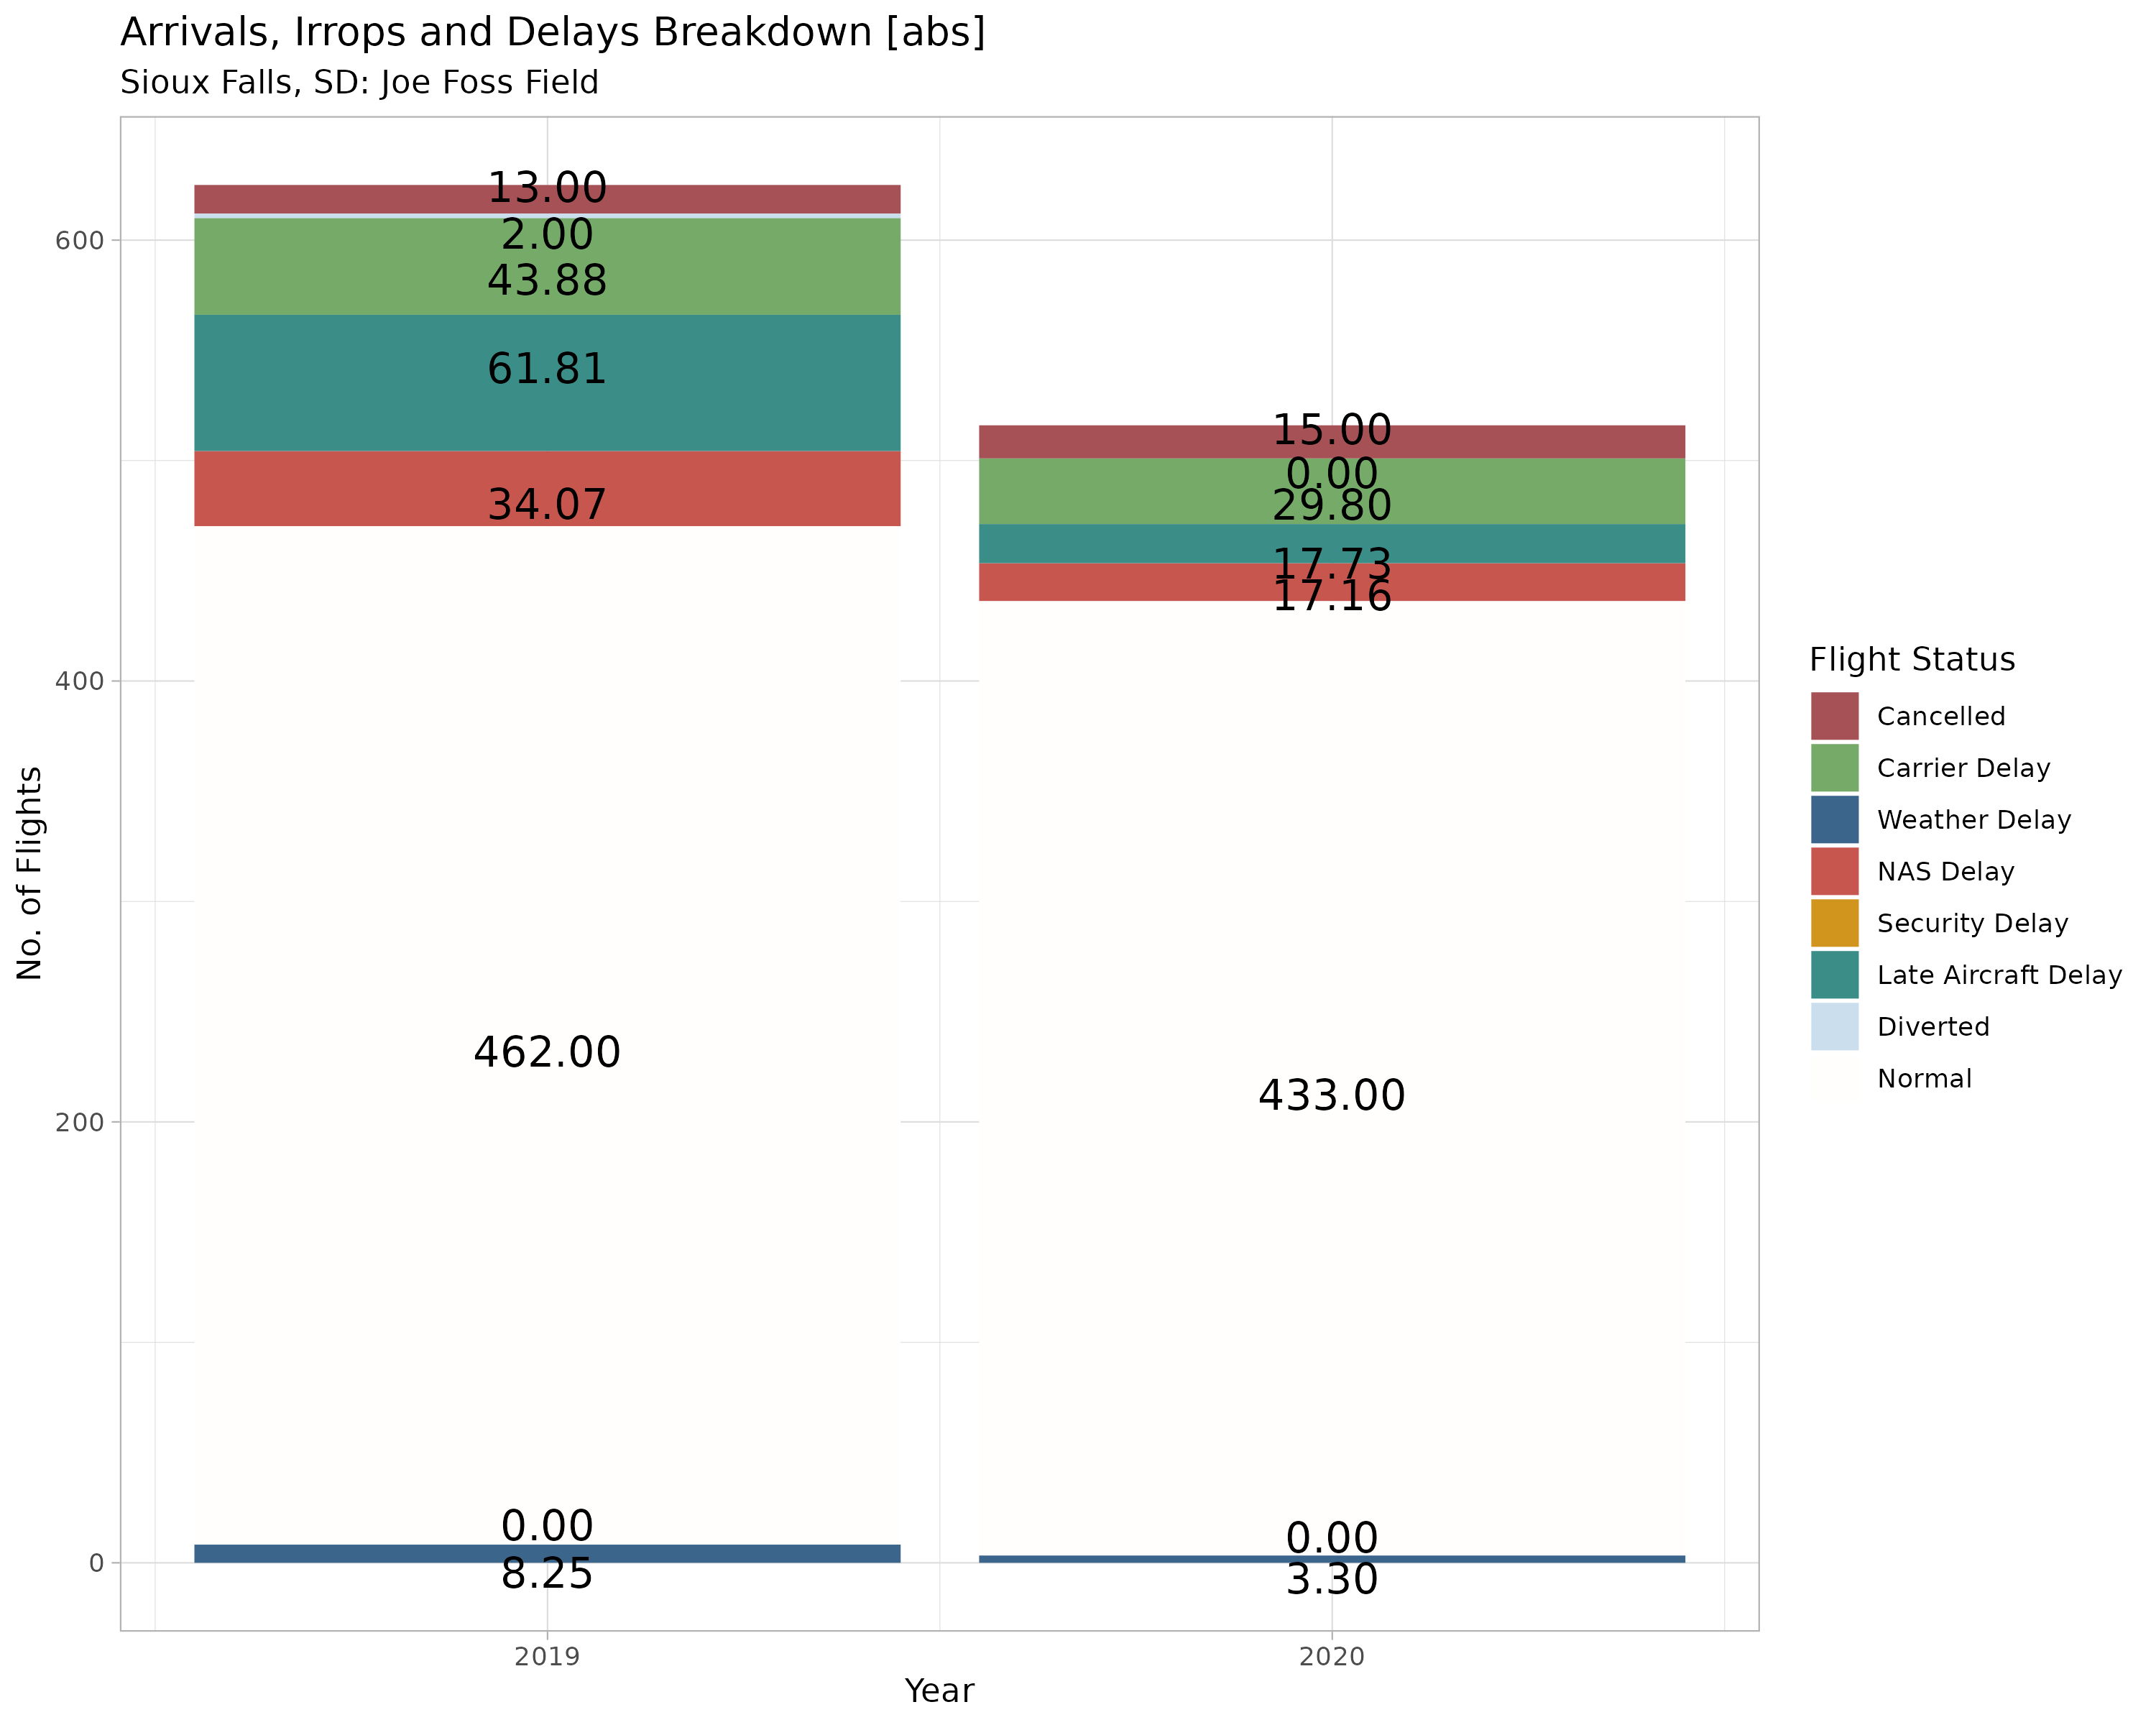 Arrivals, Irrops and Delays Breakdown [abs]
Sioux Falls, SD: Joe Foss Field
No. of Flights
600
400
200
0
13.00
2.00
43.88
61.81
34.07
462.00
0.00
8.25
15.00
0.00
29.80
17.73
17.16
433.00
0.00
3.30
2019
2020
Year
Flight Status
Cancelled
Carrier Delay
Weather Delay
NAS Delay
Security Delay
Late Aircraft Delay
Diverted
Normal